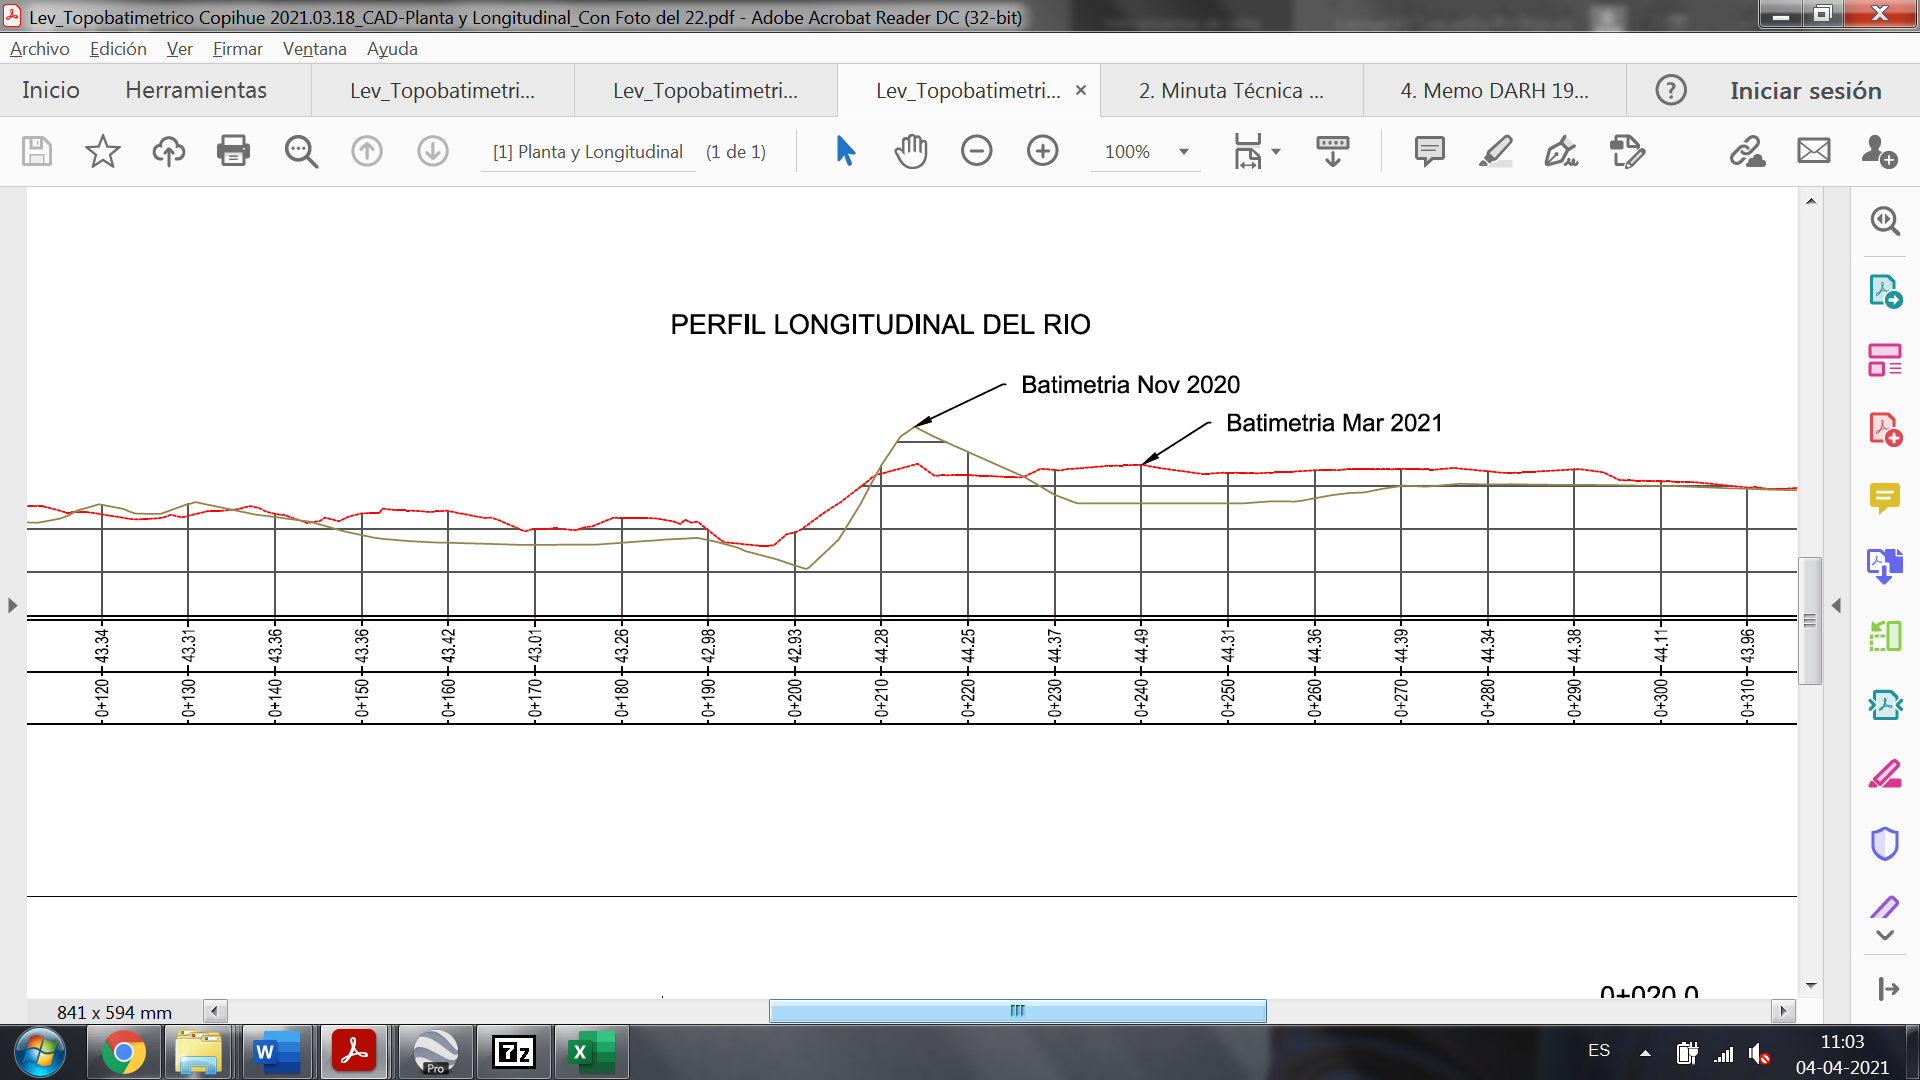 Lev_Topobatimetrico Copihue 2021.03.18_CAD-Planta y Longitudinal_Con Foto del 22.pdf - Adobe Acrobat Reader DC (32-bit)
Archivo Edición Ver Firmar Ventana Ayuda
Inicio Herramientas Lev_Topobatimetri... Lev_Topobatimetri... Lev_Topobatimetri... × 2. Minuta Técnica ... 4. Memo DARH 19... Iniciar sesión
[1] Planta y Longitudinal (1 de 1) 100%
PERFIL LONGITUDINAL DEL RIO
Batimetria Nov 2020
Batimetria Mar 2021
43.34 43.31 43.36 43.36 43.42 43.01 43.26 42.98 42.93 44.28 44.25 44.37 44.49 44.31 44.36 44.39 44.34 44.38 44.11 43.96
0+120 0+130 0+140 0+150 0+160 0+170 0+180 0+190 0+200 0+210 0+220 0+230 0+240 0+250 0+260 0+270 0+280 0+290 0+300 0+310
0+020.0
841 x 594 mm
W Pro 7z X ES 11:03
04-04-2021